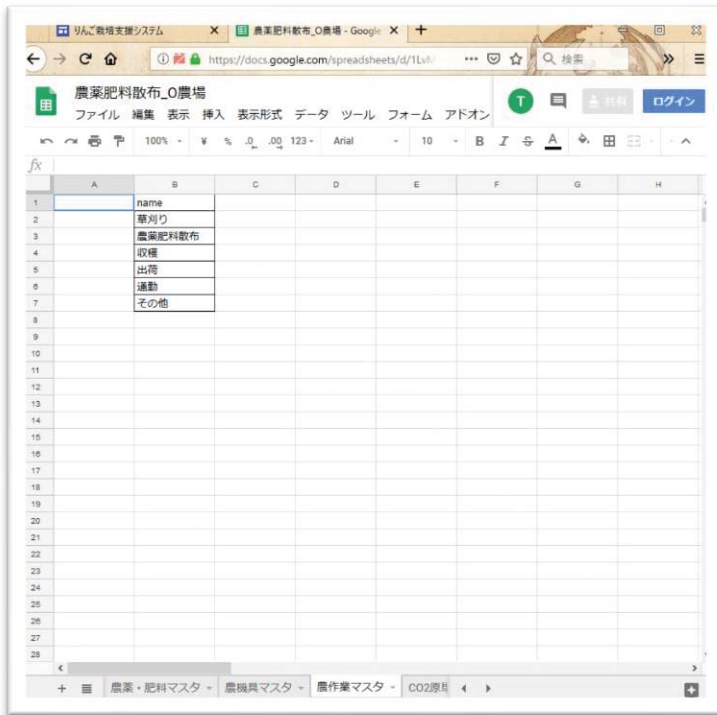 りんご栽培支援システム
農薬肥料散布_O農場 - Google
https://docs.google.com/spreadsheets/d/1Lv
検索
農薬肥料散布_O農場
ファイル 編集 表示 挿入 表示形式 データ ツール フォーム アドオン
T
共有
ログイン
100% ¥ % .0 .00 123 Arial 10 B I S A
fx
A B C D E F G H
1 name
2 草刈り
3 農薬肥料散布
4 収穫
5 出荷
6 通勤
7 その他
8
9
10
11
12
13
14
15
16
17
18
19
20
21
22
23
24
25
26
27
28
農薬・肥料マスタ 農機具マスタ 農作業マスタ CO2原